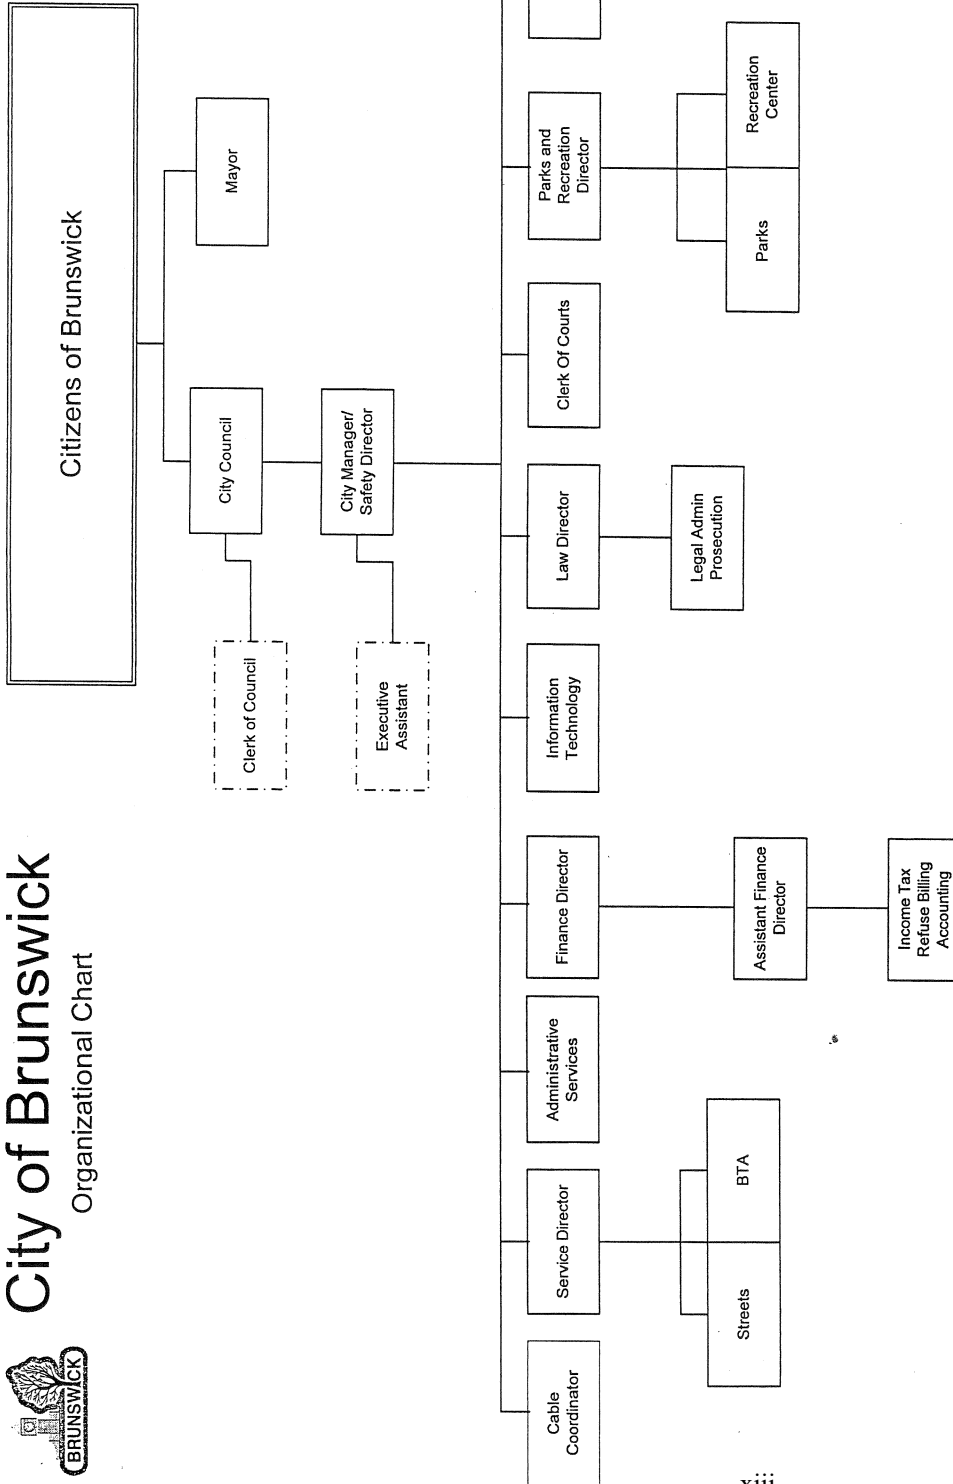 BRUNSWICK
City of Brunswick
Organizational Chart
Citizens of Brunswick
Mayor
City Council
Clerk of Council
City Manager/
Safety Director
Executive
Assistant
Cable
Coordinator
Service Director
Administrative
Services
Finance Director
Information
Technology
Law Director
Clerk Of Courts
Parks and
Recreation
Director
Streets
BTA
Assistant Finance
Director
Legal Admin
Prosecution
Parks
Recreation
Center
Income Tax
Refuse Billing
Accounting
xiii